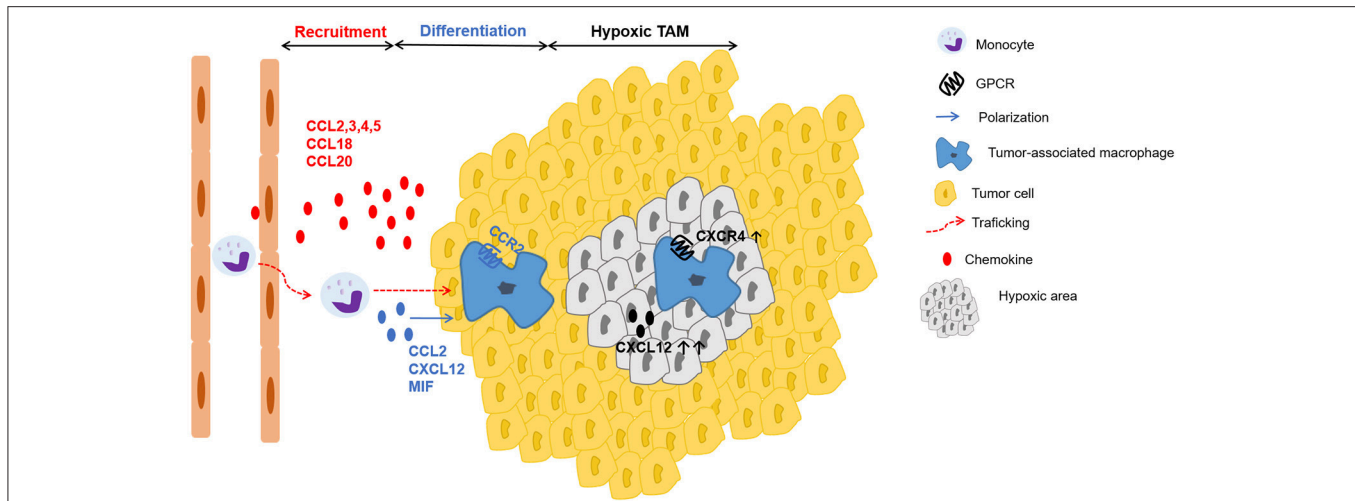 Recruitment
Differentiation
Hypoxic TAM
CCL2,3,4,5
CCL18
CCL20
CCR2
CXCR4 ↑
CXCL12 ↑↑
CCL2
CXCL12
MIF
Monocyte
GPCR
Polarization
Tumor-associated macrophage
Tumor cell
Traficking
Chemokine
Hypoxic area